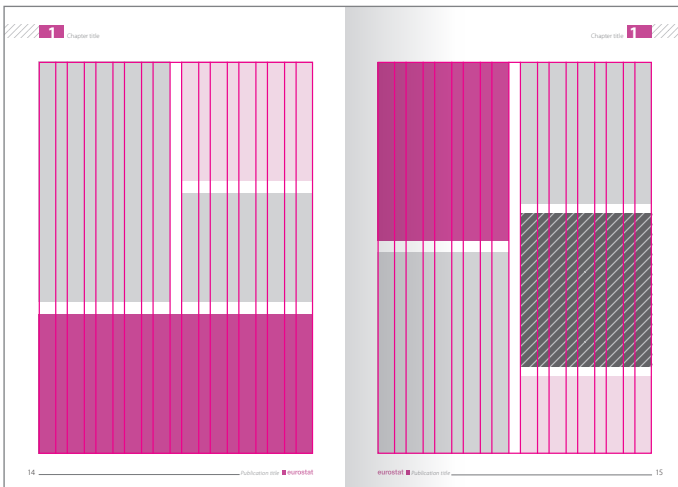 1 Chapter title
Chapter title 1
14 Publication title eurostat
eurostat Publication title 15